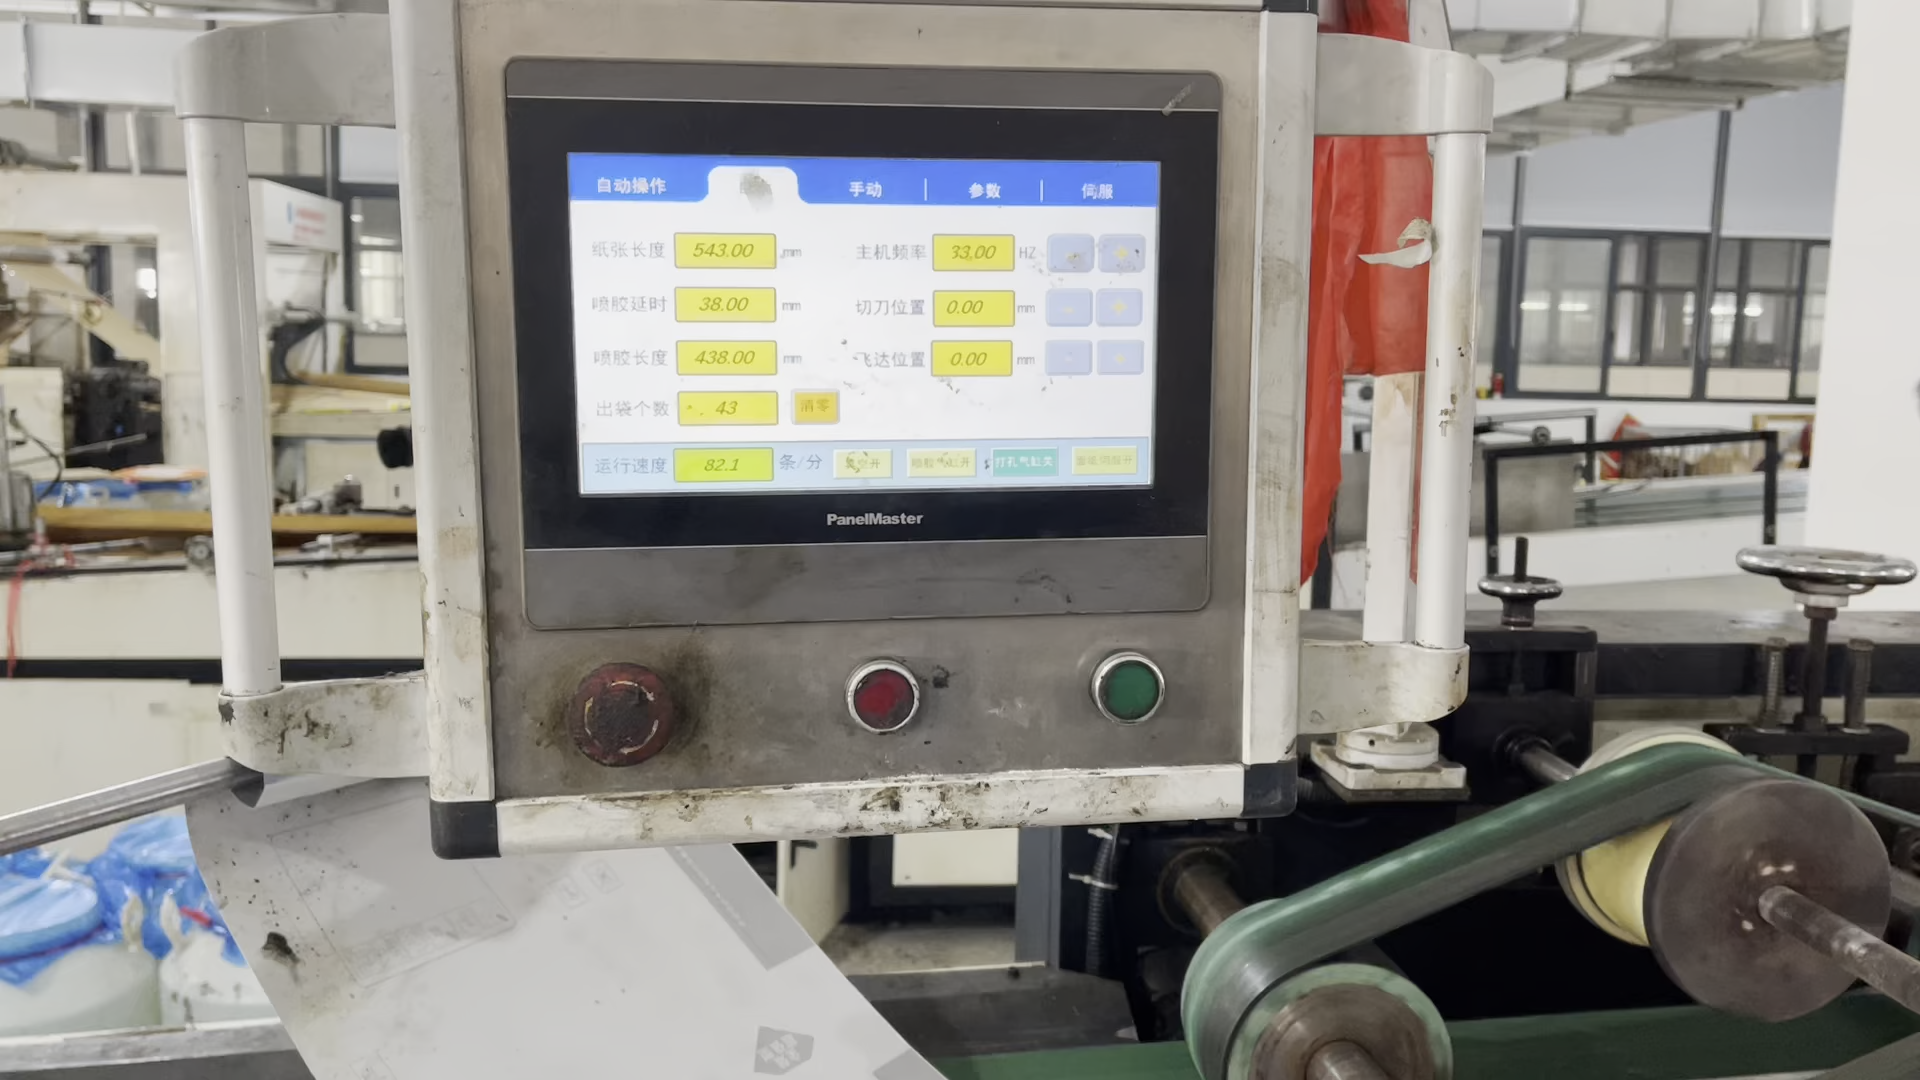 自动操作 手动 参数 伺服
纸张长度 543.00 mm 主机频率 33.00 HZ
喷胶延时 38.00 mm 切刀位置 0.00 mm
喷胶长度 438.00 mm 飞达位置 0.00 mm
出袋个数 43 清零
运行速度 82.1 条/分 打孔气缸关
PanelMaster